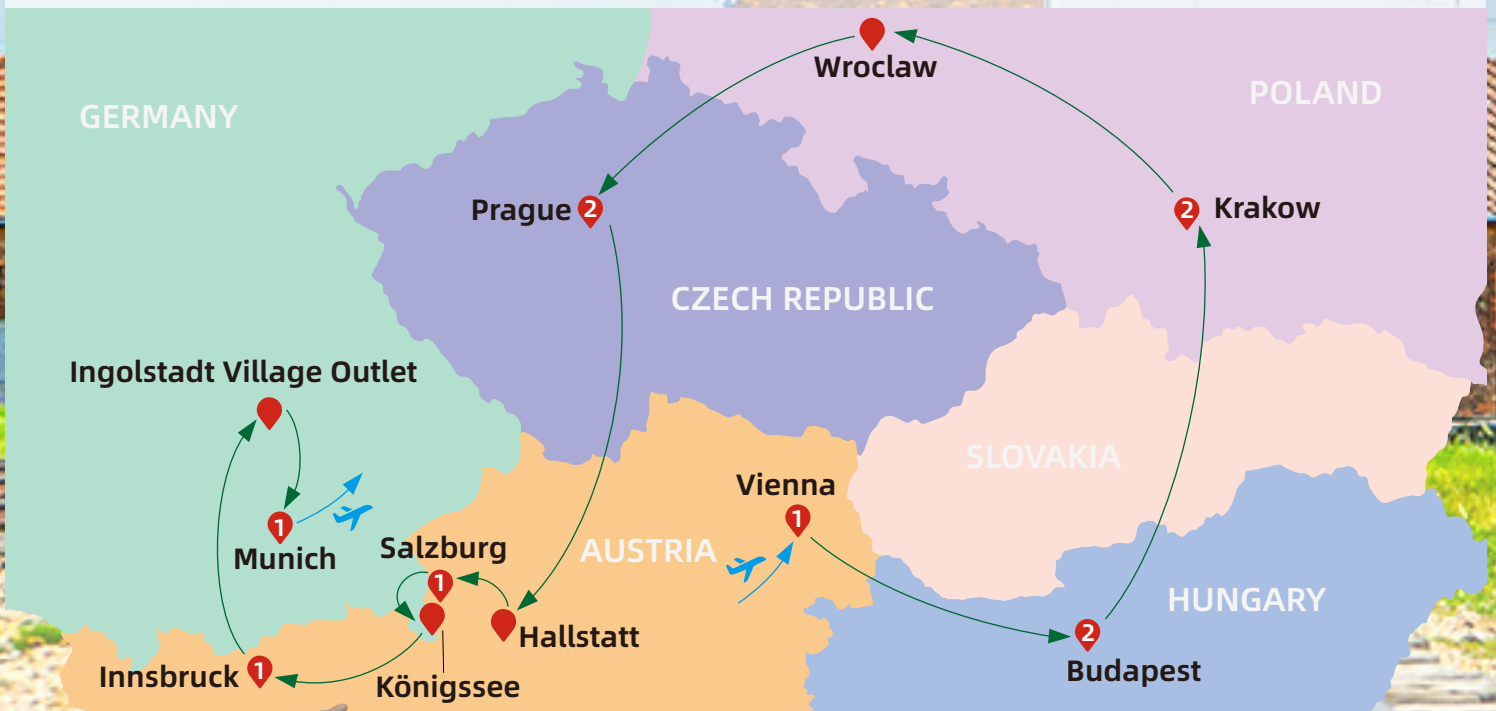 Wroclaw
POLAND
GERMANY
Prague 2
2 Krakow
CZECH REPUBLIC
Ingolstadt Village Outlet
SLOVAKIA
Vienna
1
1
Munich
Salzburg
1
AUSTRIA
HUNGARY
Hallstatt
2
Budapest
Innsbruck 1
Königssee